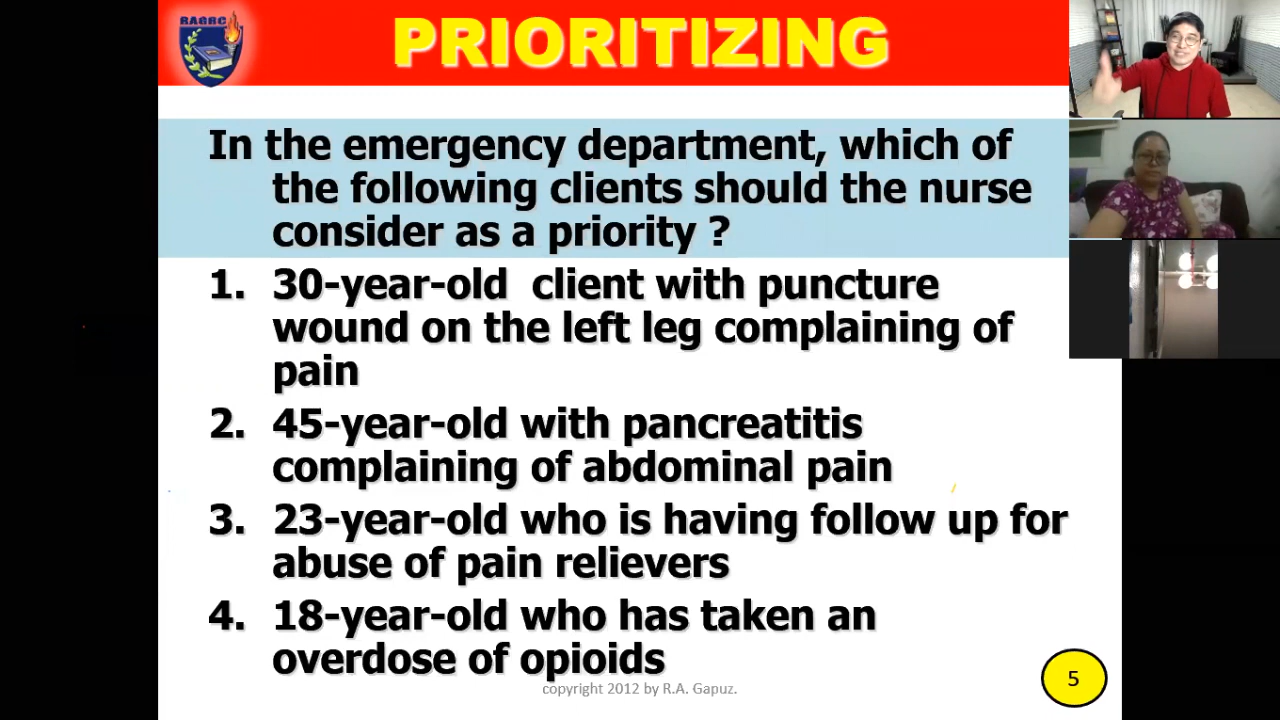 RAGRC
PRIORITIZING
In the emergency department, which of
the following clients should the nurse
consider as a priority ?
1. 30-year-old client with puncture
wound on the left leg complaining of
pain
2. 45-year-old with pancreatitis
complaining of abdominal pain
3. 23-year-old who is having follow up for
abuse of pain relievers
4. 18-year-old who has taken an
overdose of opioids
copyright 2012 by R.A. Gapuz.
5